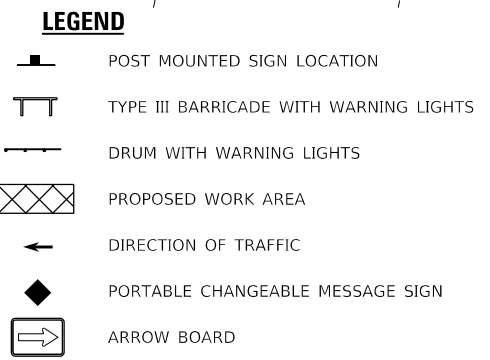 LEGEND
POST MOUNTED SIGN LOCATION
TYPE III BARRICADE WITH WARNING LIGHTS
DRUM WITH WARNING LIGHTS
PROPOSED WORK AREA
DIRECTION OF TRAFFIC
PORTABLE CHANGEABLE MESSAGE SIGN
ARROW BOARD